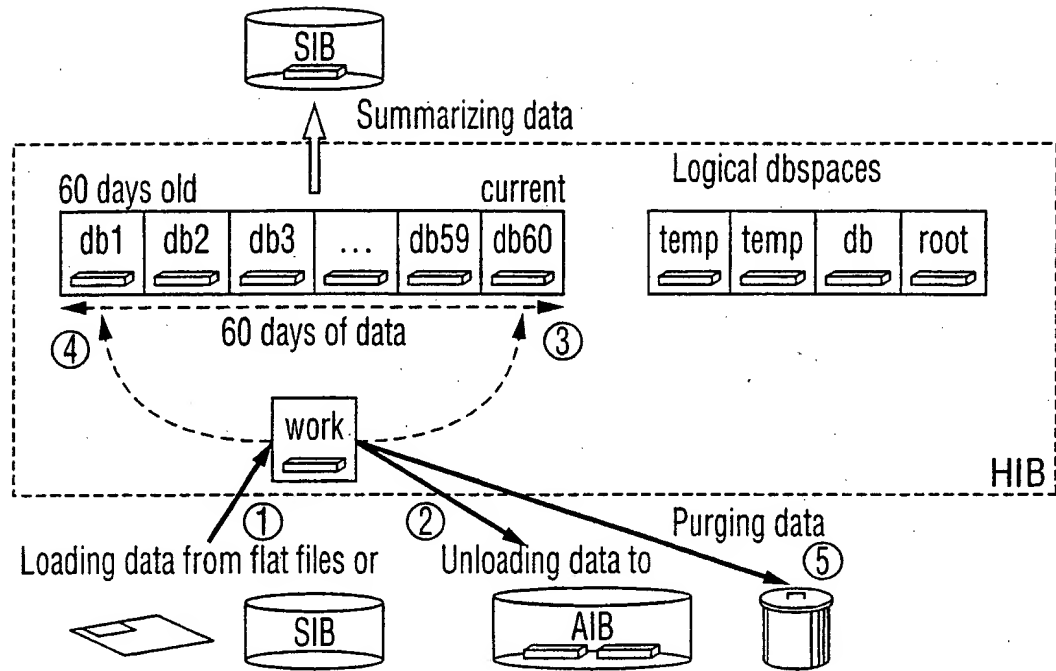 SIB
Summarizing data
60 days old current Logical dbspaces
db1 db2 db3 ... db59 db60 temp temp db root
④ 60 days of data ③
work
HIB
① ② Purging data
Loading data from flat files or Unloading data to ⑤
SIB AIB